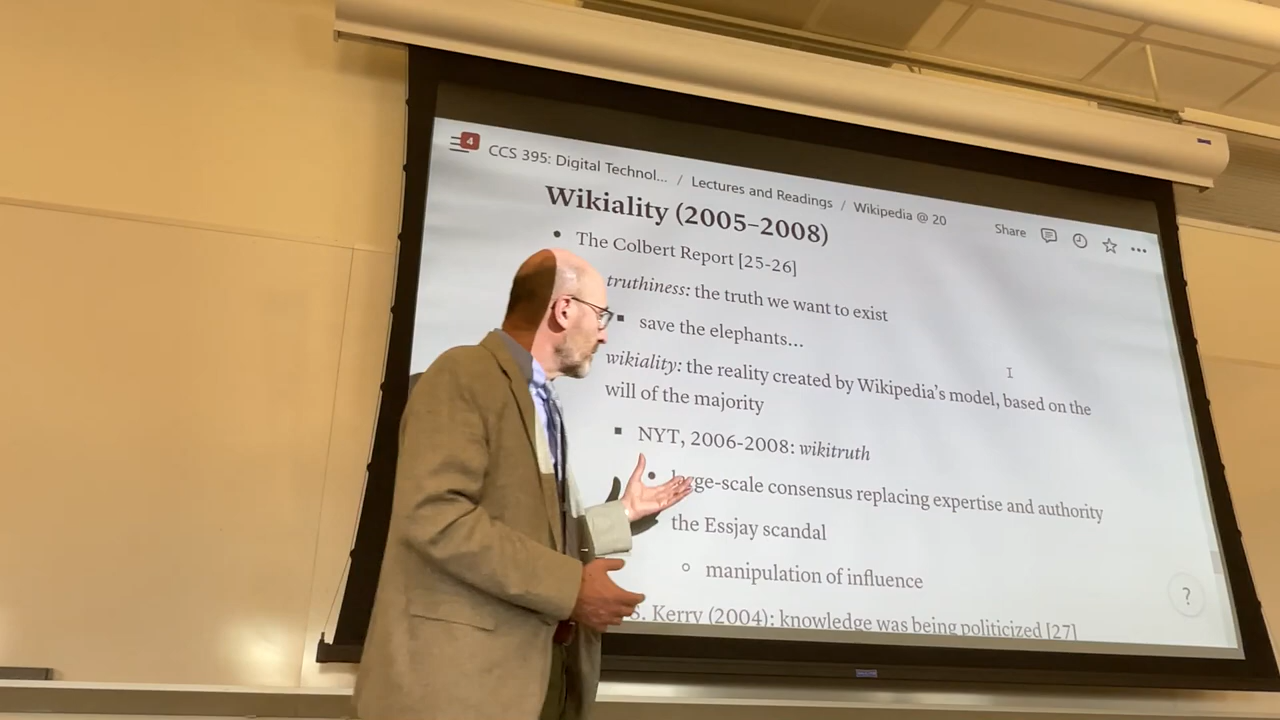 4
CCS 395: Digital Technol... / Lectures and Readings / Wikipedia @ 20
Share
Wikiality (2005–2008)
• The Colbert Report [25-26]
truthiness: the truth we want to exist
▪ save the elephants...
wikiality: the reality created by Wikipedia's model, based on the
will of the majority
▪ NYT, 2006-2008: wikitruth
• large-scale consensus replacing expertise and authority
the Essjay scandal
○ manipulation of influence
S. Kerry (2004): knowledge was being politicized [27]
?